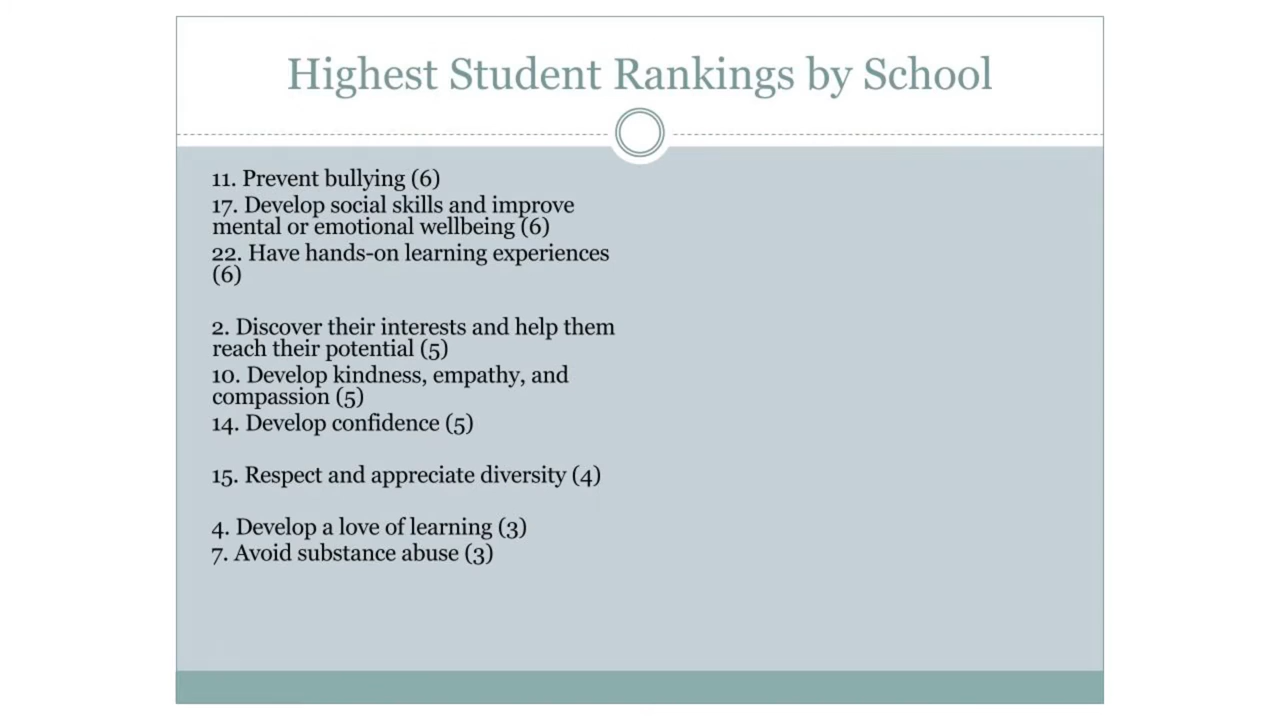 Highest Student Rankings by School
11. Prevent bullying (6)
17. Develop social skills and improve
mental or emotional wellbeing (6)
22. Have hands-on learning experiences
(6)
2. Discover their interests and help them
reach their potential (5)
10. Develop kindness, empathy, and
compassion (5)
14. Develop confidence (5)
15. Respect and appreciate diversity (4)
4. Develop a love of learning (3)
7. Avoid substance abuse (3)